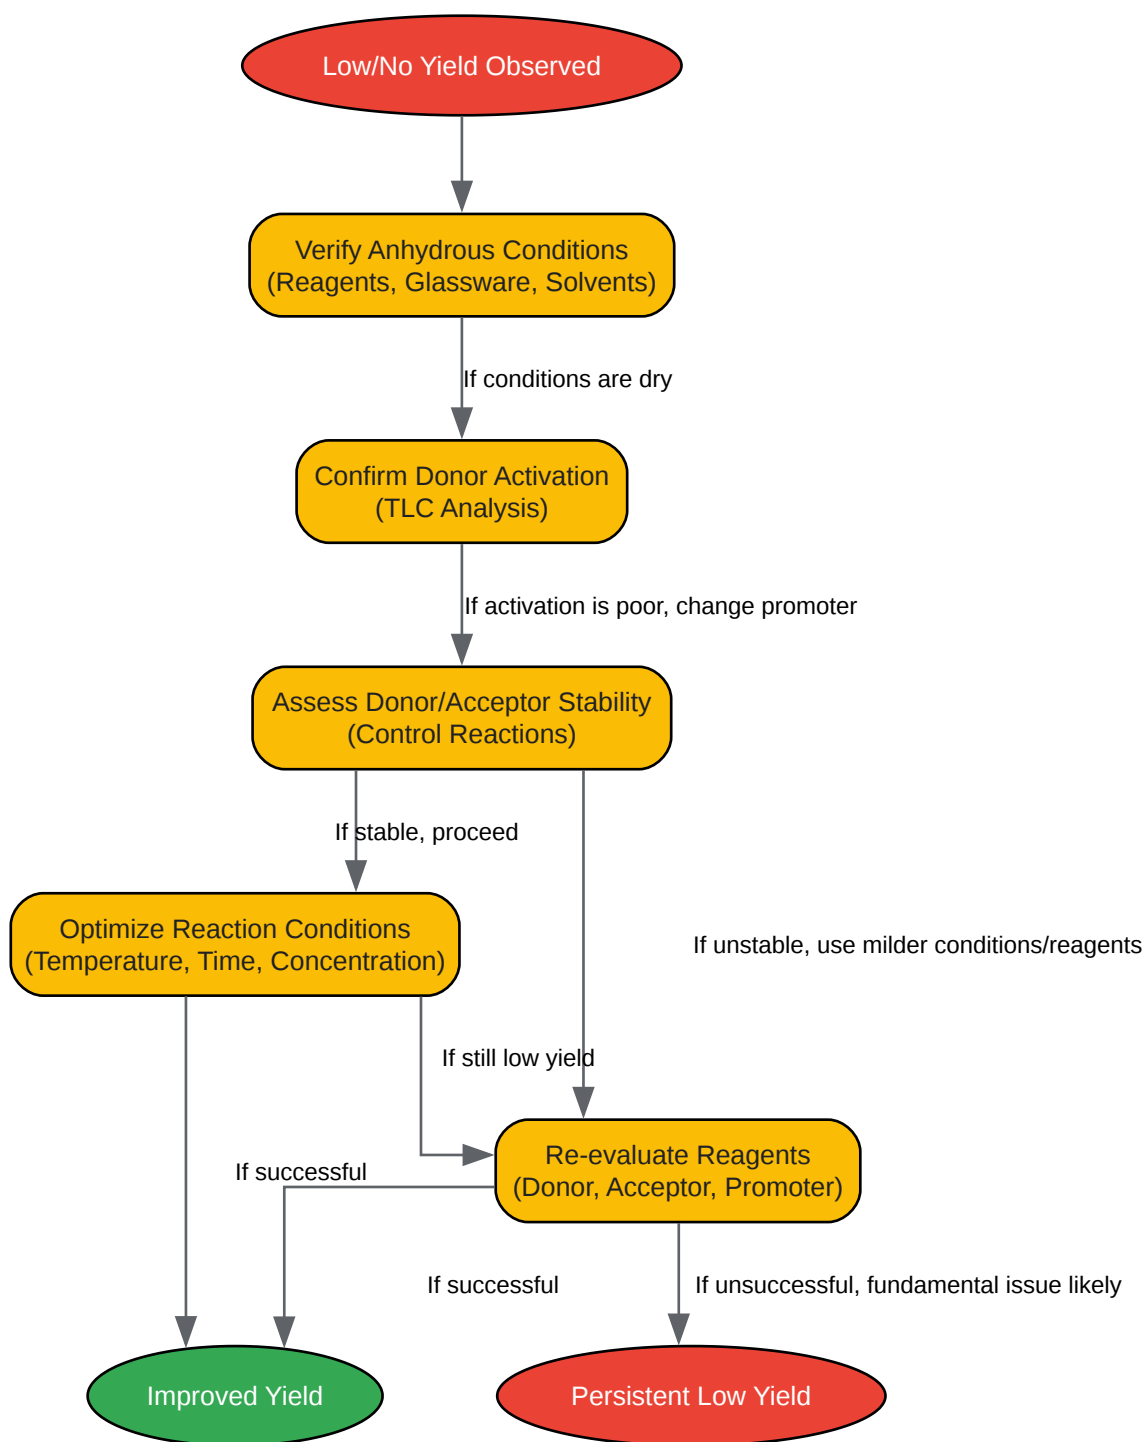 Low/No Yield Observed
Verify Anhydrous Conditions
(Reagents, Glassware, Solvents)
If conditions are dry
Confirm Donor Activation
(TLC Analysis)
If activation is poor, change promoter
Assess Donor/Acceptor Stability
(Control Reactions)
If stable, proceed
Optimize Reaction Conditions
(Temperature, Time, Concentration)
If unstable, use milder conditions/reagents
If still low yield
Re-evaluate Reagents
(Donor, Acceptor, Promoter)
If successful
If successful
If unsuccessful, fundamental issue likely
Improved Yield
Persistent Low Yield